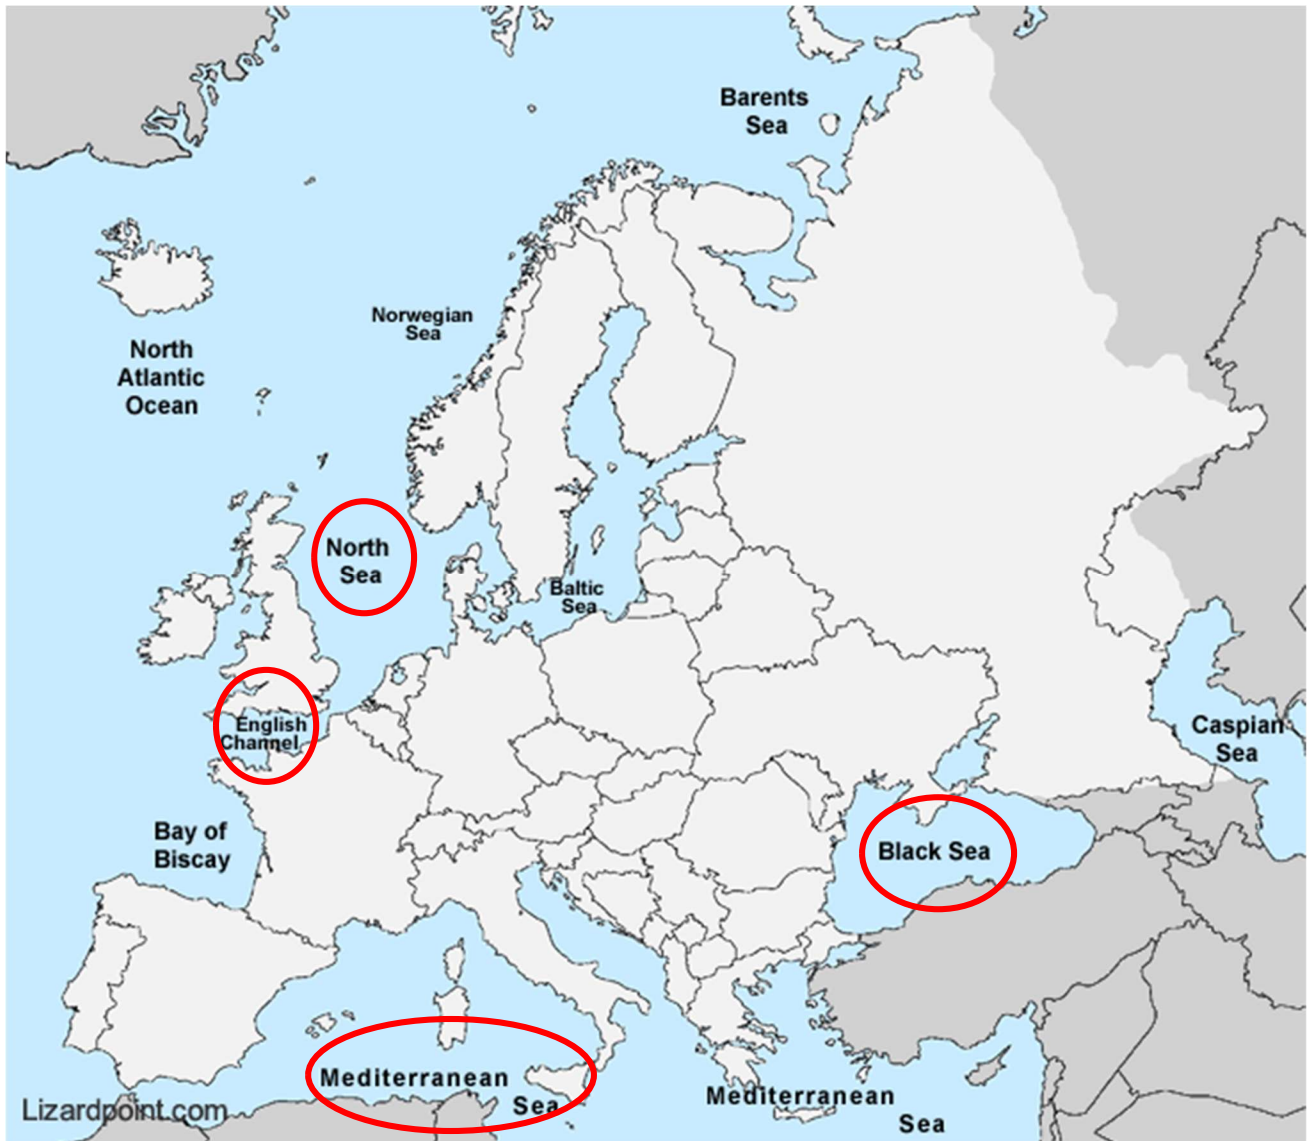 Barents
Sea
Norwegian
Sea
North
Atlantic
Ocean
North
Sea
Baltic
Sea
English
Channel
Caspian
Sea
Bay of
Biscay
Black Sea
Mediterranean
Sea
Mediterranean
Sea
Lizardpoint.com